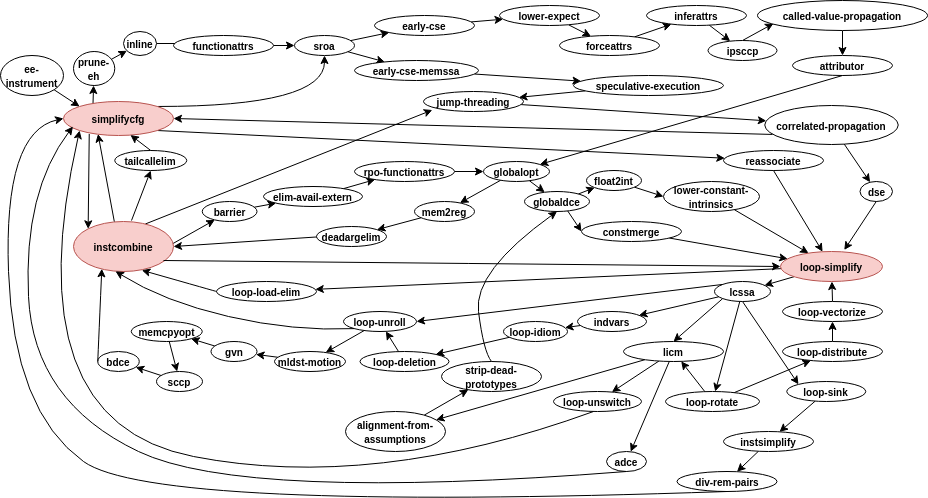 early-cse
lower-expect
inferattrs
called-value-propagation
inline
functionattrs
sroa
forceattrs
ipsccp
prune-
eh
ee-
instrument
early-cse-memssa
attributor
speculative-execution
jump-threading
simplifycfg
correlated-propagation
tailcallelim
reassociate
rpo-functionattrs
globalopt
float2int
dse
elim-avail-extern
lower-constant-
intrinsics
barrier
mem2reg
globaldce
deadargelim
constmerge
instcombine
loop-simplify
loop-load-elim
lcssa
loop-vectorize
loop-unroll
indvars
memcpyopt
loop-idiom
gvn
licm
loop-distribute
bdce
mldst-motion
loop-deletion
sccp
strip-dead-
prototypes
loop-sink
loop-unswitch
loop-rotate
alignment-from-
assumptions
instsimplify
adce
div-rem-pairs